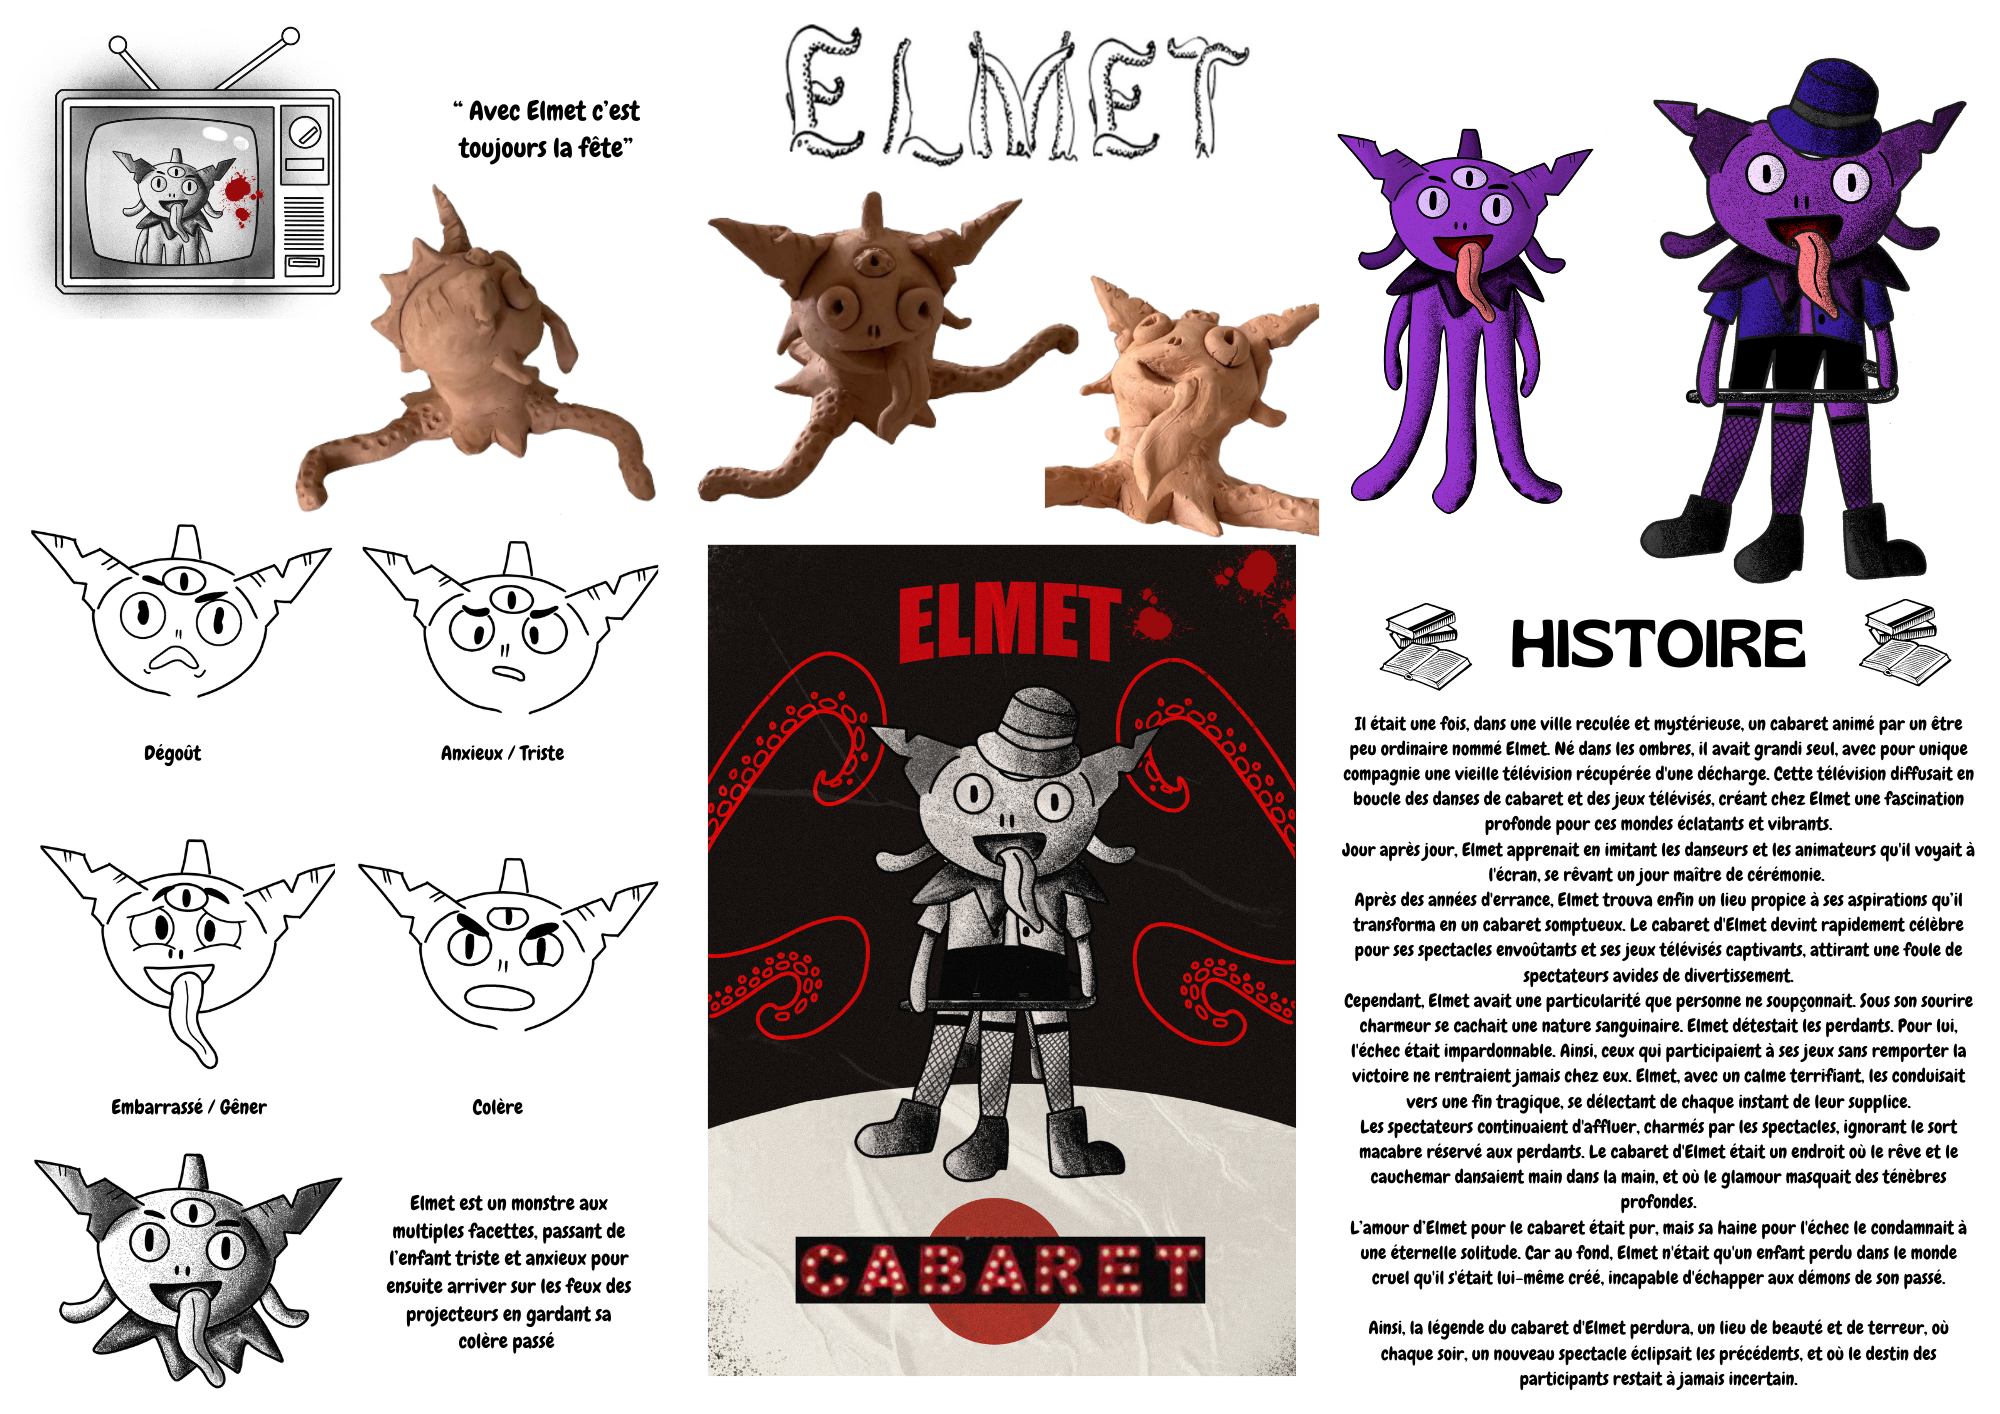 “ Avec Elmet c’est
toujours la fête”
ELMET
Dégoût
Anxieux / Triste
Embarrassé / Gêner
Colère
Elmet est un monstre aux
multiples facettes, passant de
l’enfant triste et anxieux pour
ensuite arriver sur les feux des
projecteurs en gardant sa
colère passé
ELMET
CABARET
HISTOIRE
Il était une fois, dans une ville reculée et mystérieuse, un cabaret animé par un être
peu ordinaire nommé Elmet. Né dans les ombres, il avait grandi seul, avec pour unique
compagnie une vieille télévision récupérée d'une décharge. Cette télévision diffusait en
boucle des danses de cabaret et des jeux télévisés, créant chez Elmet une fascination
profonde pour ces mondes éclatants et vibrants.
Jour après jour, Elmet apprenait en imitant les danseurs et les animateurs qu'il voyait à
l'écran, se rêvant un jour maître de cérémonie.
Après des années d'errance, Elmet trouva enfin un lieu propice à ses aspirations qu’il
transforma en un cabaret somptueux. Le cabaret d'Elmet devint rapidement célèbre
pour ses spectacles envoûtants et ses jeux télévisés captivants, attirant une foule de
spectateurs avides de divertissement.
Cependant, Elmet avait une particularité que personne ne soupçonnait. Sous son sourire
charmeur se cachait une nature sanguinaire. Elmet détestait les perdants. Pour lui,
l'échec était impardonnable. Ainsi, ceux qui participaient à ses jeux sans remporter la
victoire ne rentraient jamais chez eux. Elmet, avec un calme terrifiant, les conduisait
vers une fin tragique, se délectant de chaque instant de leur supplice.
Les spectateurs continuaient d'affluer, charmés par les spectacles, ignorant le sort
macabre réservé aux perdants. Le cabaret d'Elmet était un endroit où le rêve et le
cauchemar dansaient main dans la main, et où le glamour masquait des ténèbres
profondes.
L’amour d’Elmet pour le cabaret était pur, mais sa haine pour l'échec le condamnait à
une éternelle solitude. Car au fond, Elmet n'était qu'un enfant perdu dans le monde
cruel qu'il s'était lui-même créé, incapable d'échapper aux démons de son passé.
Ainsi, la légende du cabaret d'Elmet perdura, un lieu de beauté et de terreur, où
chaque soir, un nouveau spectacle éclipsait les précédents, et où le destin des
participants restait à jamais incertain.